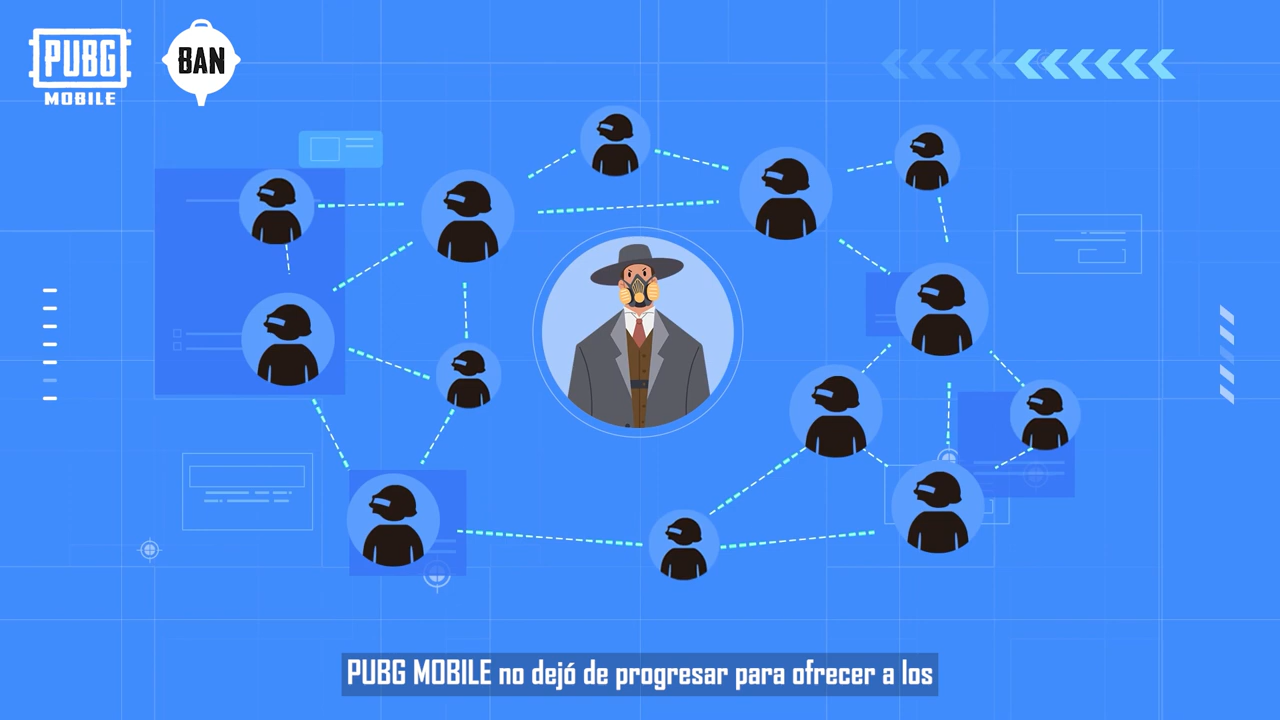 PUBG
MOBILE
BAN
PUBG MOBILE no dejó de progresar para ofrecer a los